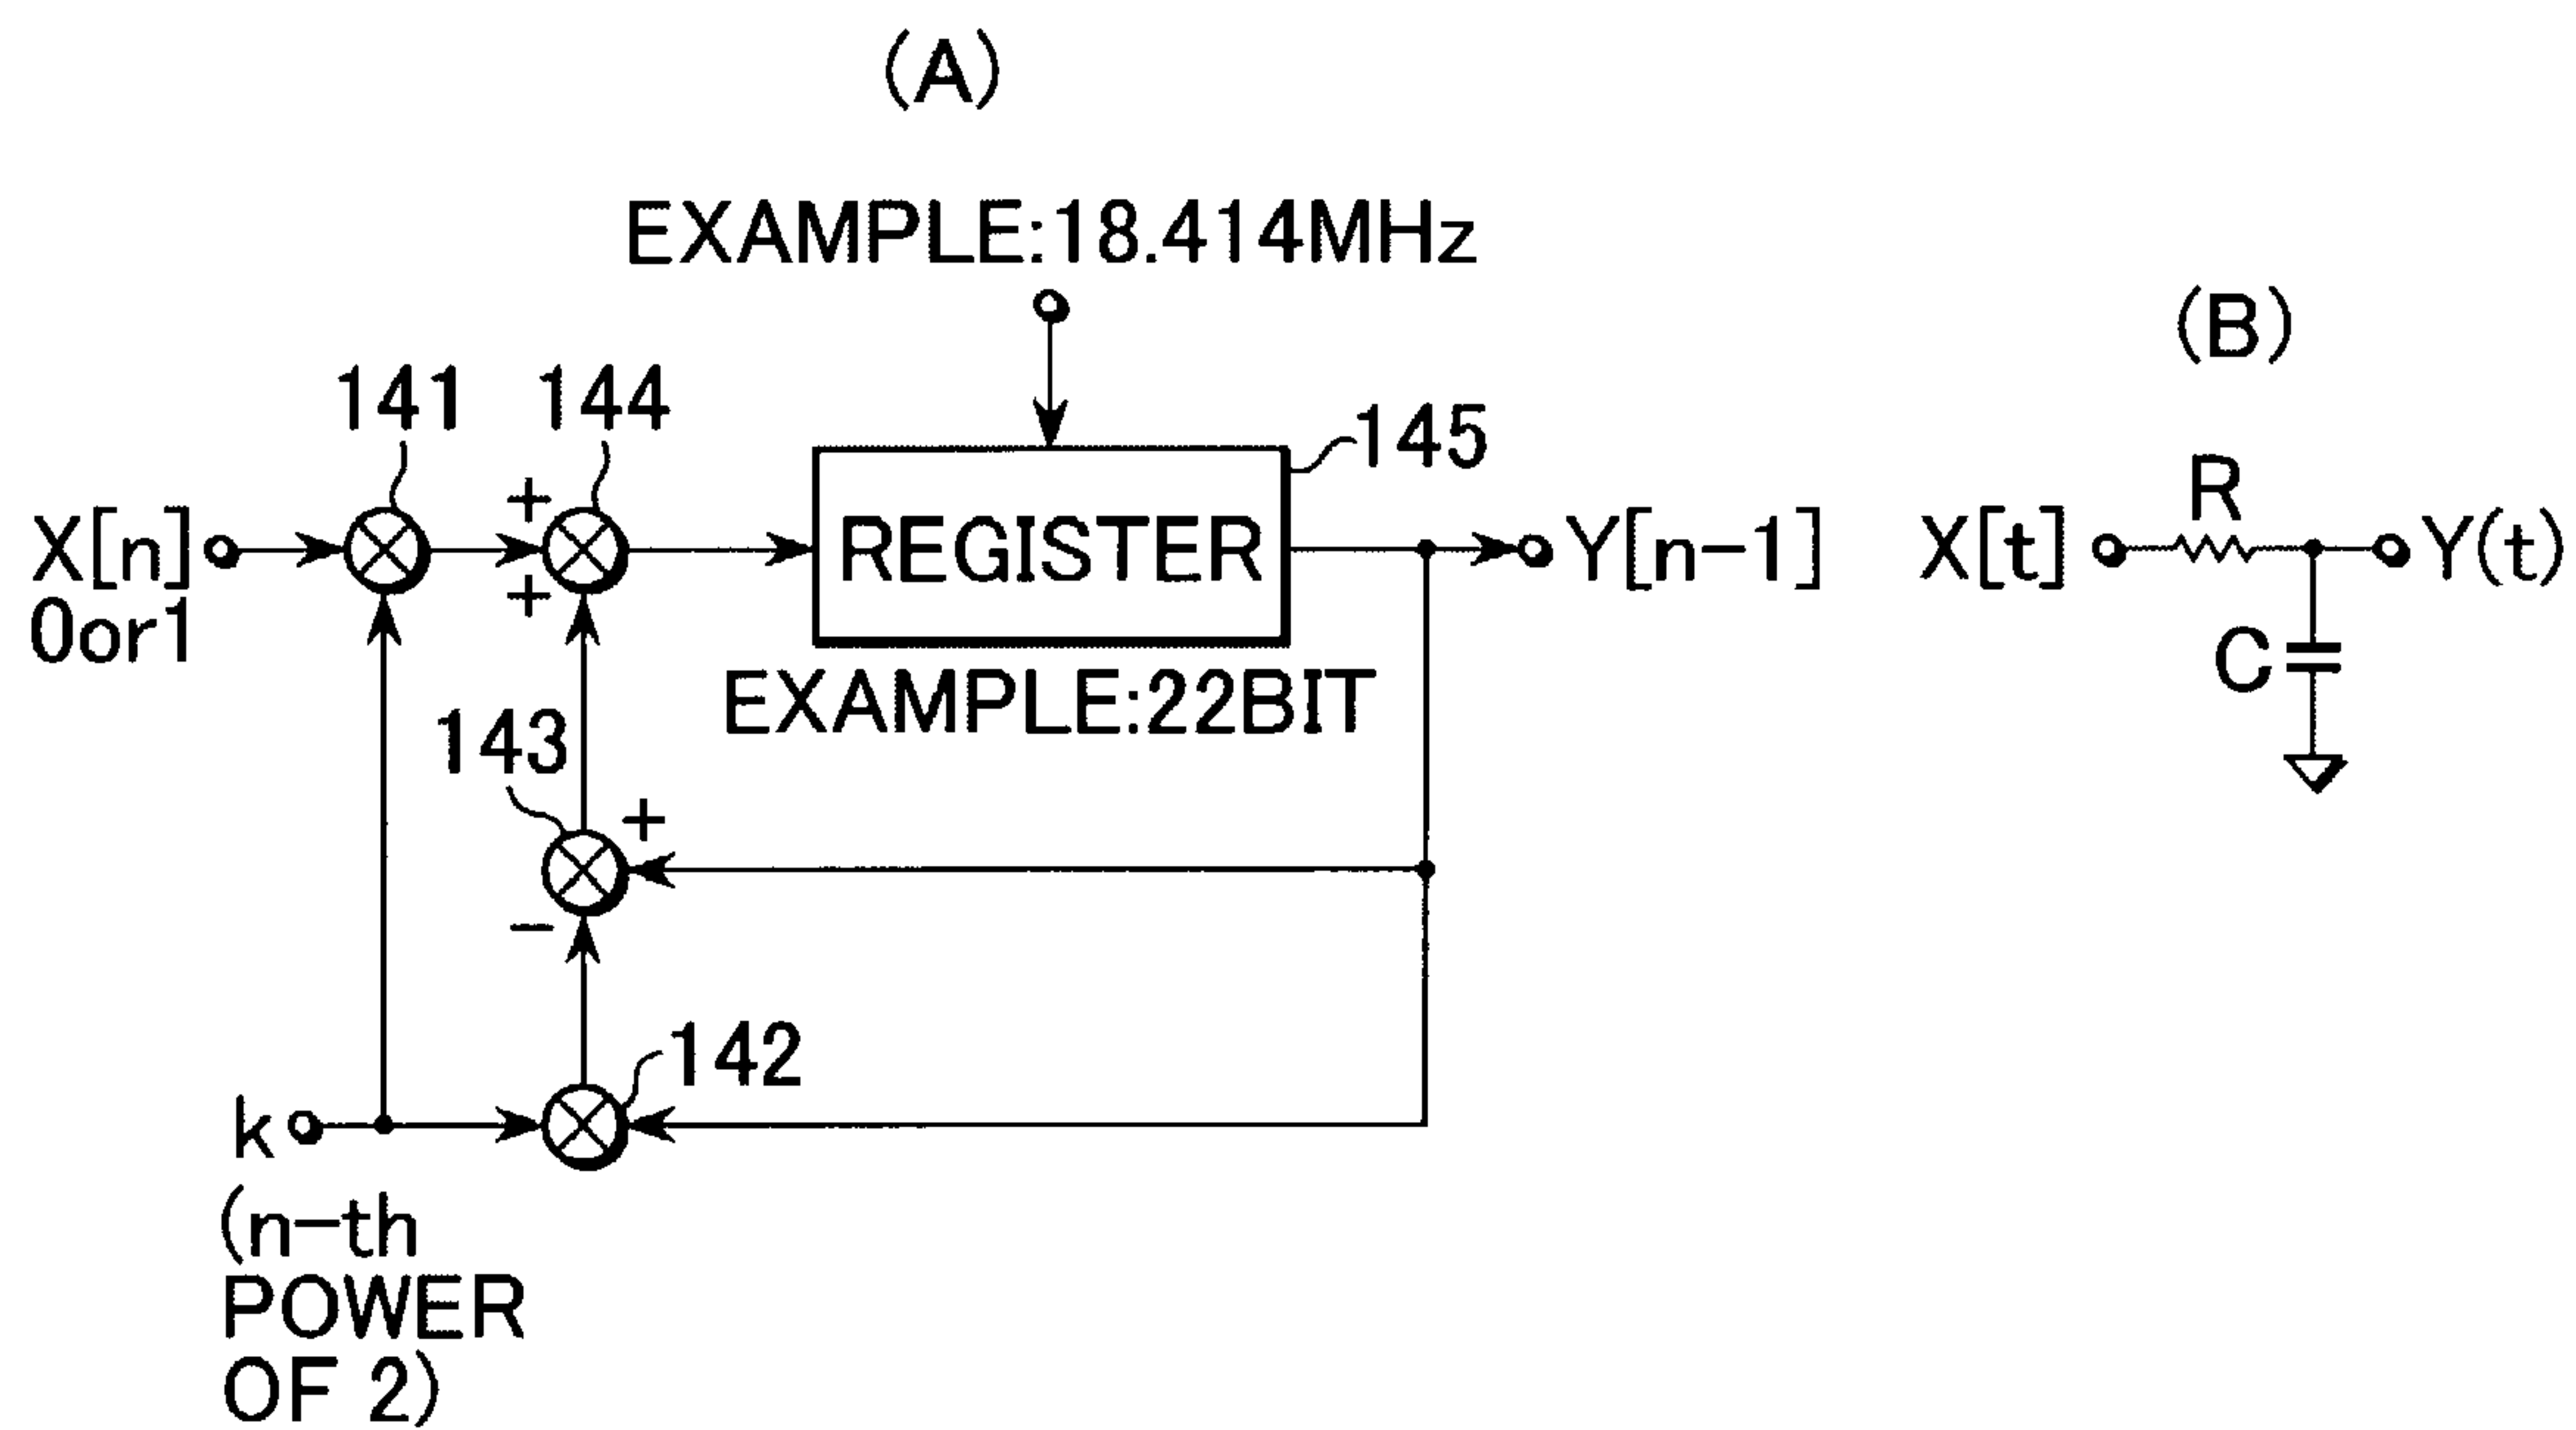 (A)
EXAMPLE:18.414MHz
(B)
141
144
145
X[n]
0or1
+
+
REGISTER
Y[n-1]
X[t]
R
Y(t)
C
EXAMPLE:22BIT
143
+
-
142
k
(n-th
POWER
OF 2)